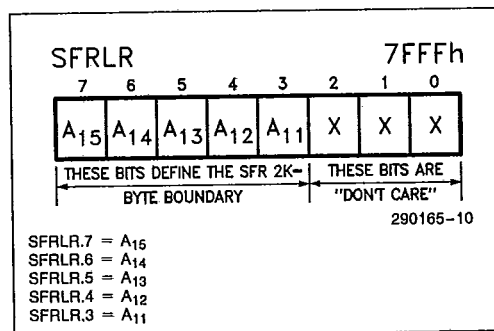 SFRLR 7FFFh
7 6 5 4 3 2 1 0
A15 A14 A13 A12 A11 X X X
THESE BITS DEFINE THE SFR 2K– THESE BITS ARE
BYTE BOUNDARY "DON'T CARE"
290165–10
SFRLR.7 = A15
SFRLR.6 = A14
SFRLR.5 = A13
SFRLR.4 = A12
SFRLR.3 = A11